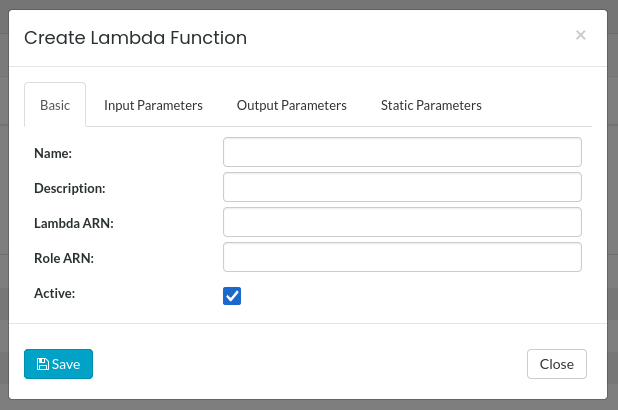 Create Lambda Function
×
Basic Input Parameters Output Parameters Static Parameters
Name:
Description:
Lambda ARN:
Role ARN:
Active:
Save Close